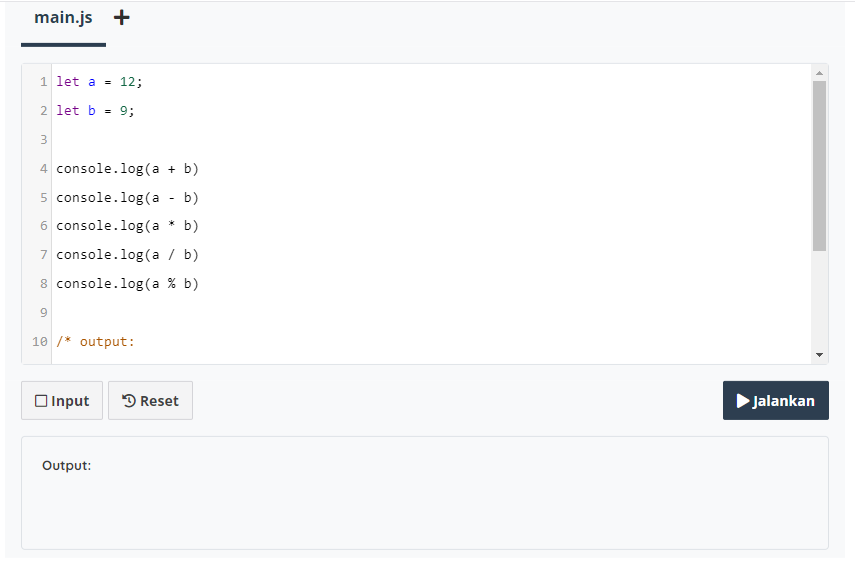 main.js +
1 let a = 12;
2 let b = 9;
3
4 console.log(a + b)
5 console.log(a - b)
6 console.log(a * b)
7 console.log(a / b)
8 console.log(a % b)
9
10 /* output:
Input Reset Jalankan
Output: